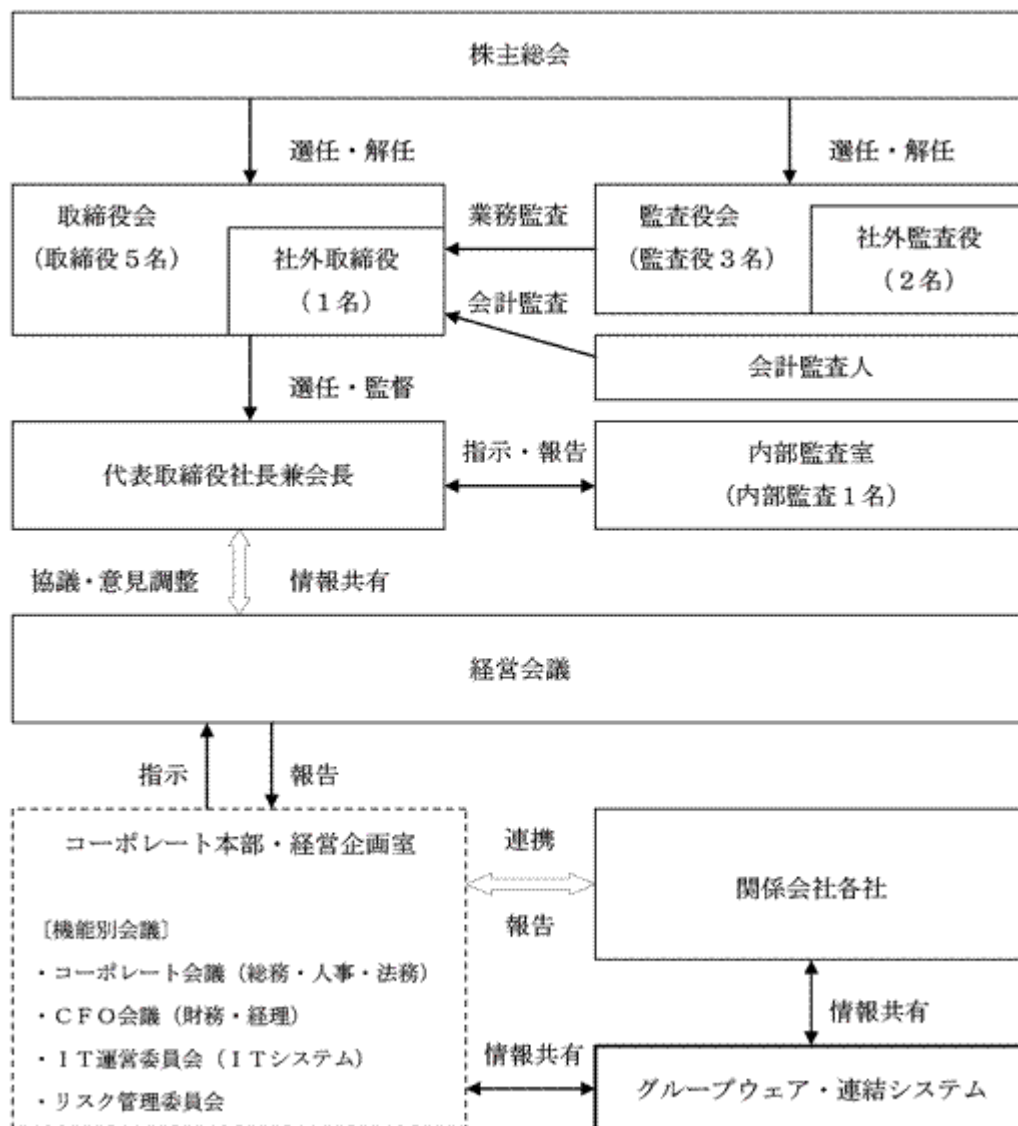 株主総会
選任・解任
選任・解任
取締役会
(取締役5名)
社外取締役
(1名)
業務監査
会計監査
監査役会
(監査役3名)
社外監査役
(2名)
会計監査人
選任・監督
代表取締役社長兼会長
指示・報告
内部監査室
(内部監査1名)
協議・意見調整
情報共有
経営会議
指示
報告
コーポレート本部・経営企画室
〔機能別会議〕
・コーポレート会議(総務・人事・法務)
・CFO会議(財務・経理)
・IT運営委員会(ITシステム)
・リスク管理委員会
連携
報告
関係会社各社
情報共有
情報共有
グループウェア・連結システム